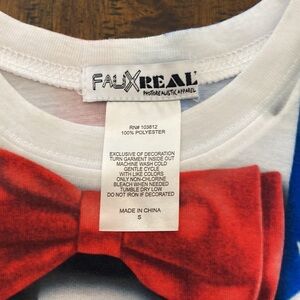 FAUXREAL
PHOTOREALISTIC APPAREL
RN# 103812
100% POLYESTER
EXCLUSIVE OF DECORATION
TURN GARMENT INSIDE OUT
MACHINE WASH COLD
GENTLE CYCLE
WITH LIKE COLORS
ONLY NON-CHLORINE
BLEACH WHEN NEEDED
TUMBLE DRY LOW
DO NOT IRON IF DECORATED
MADE IN CHINA
S